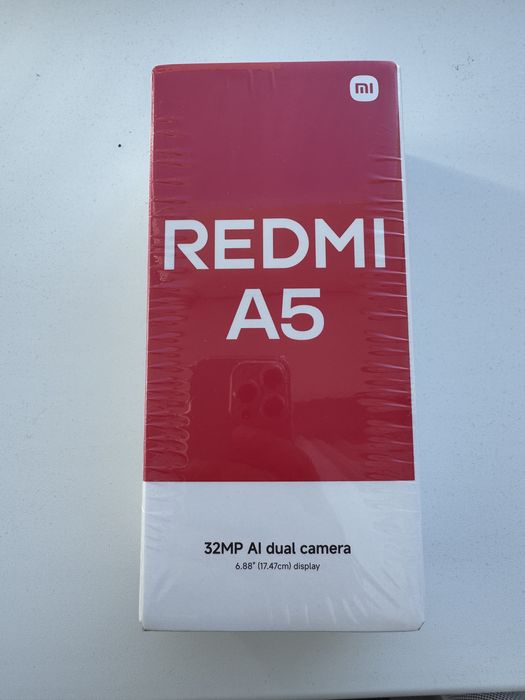 mi
REDMI
A5
32MP AI dual camera
6.88" (17.47cm) display